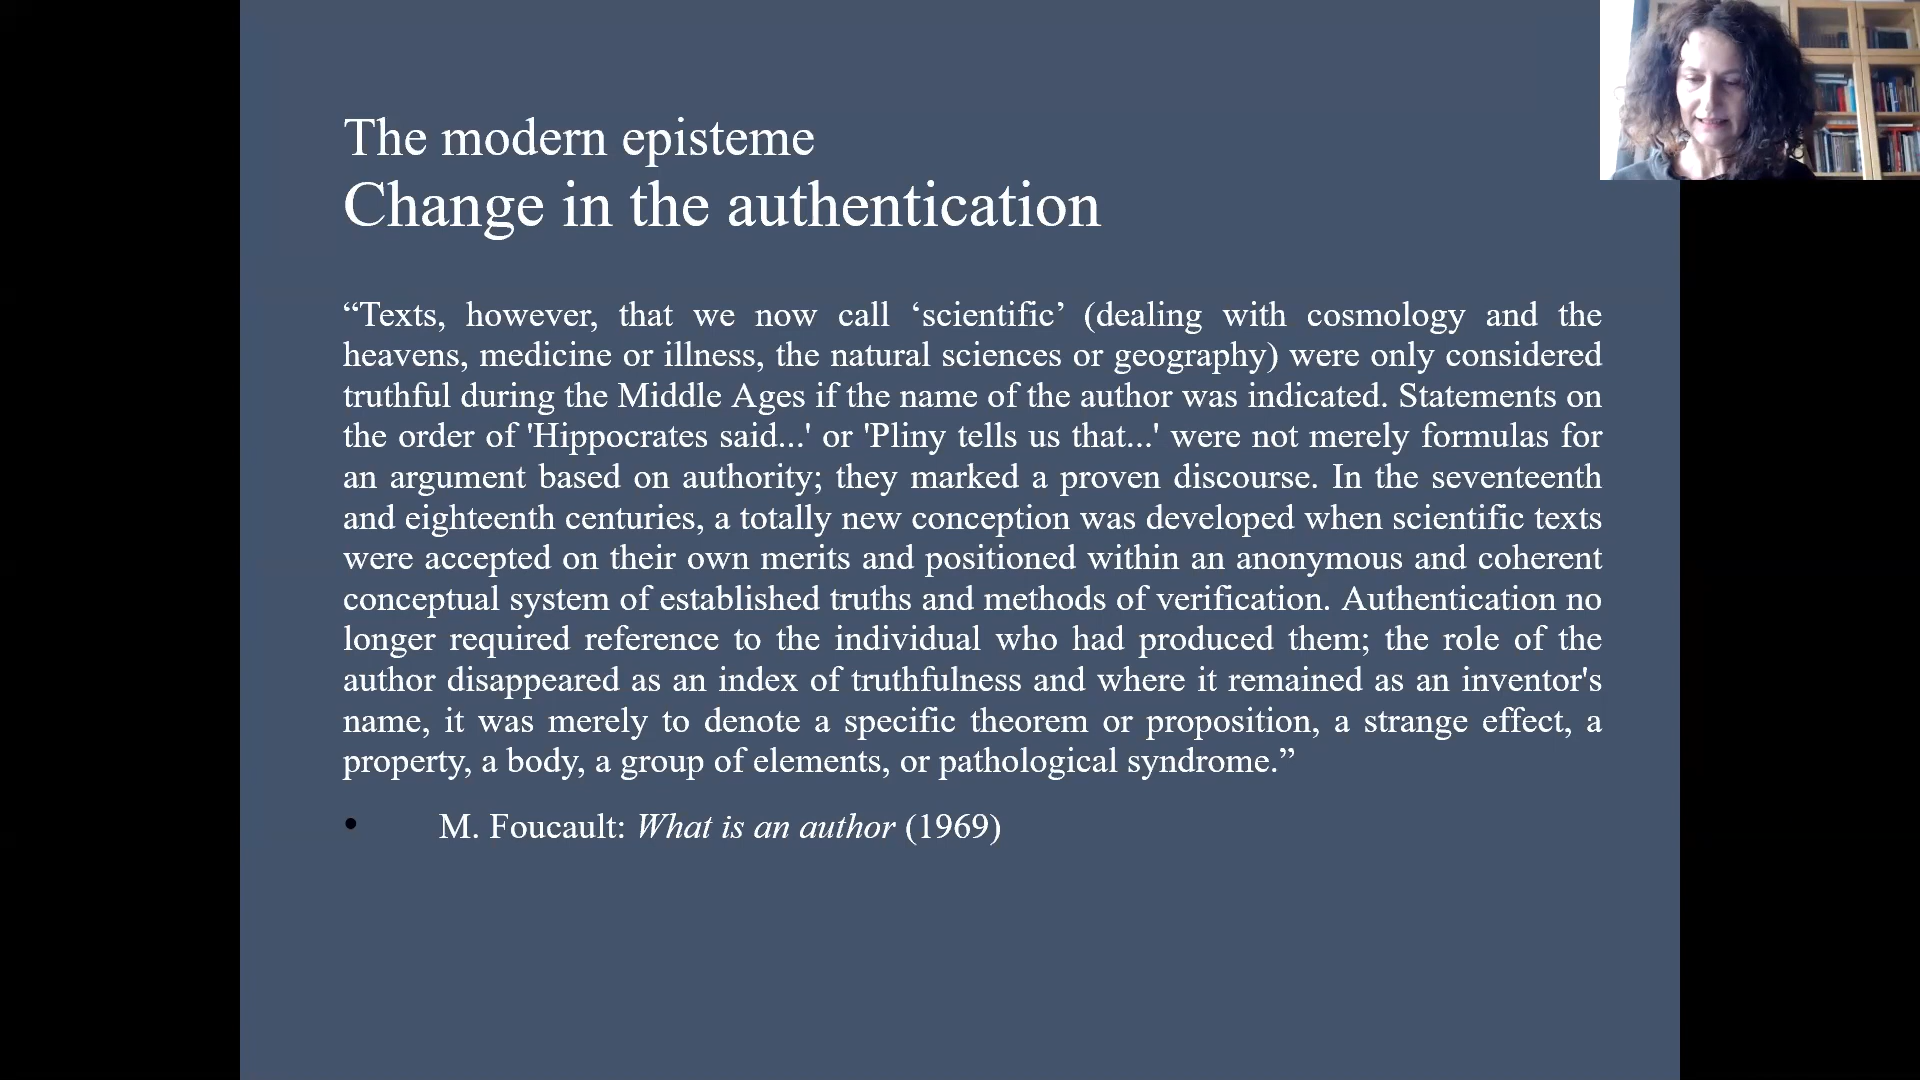 The modern episteme
Change in the authentication
“Texts, however, that we now call ‘scientific’ (dealing with cosmology and the
heavens, medicine or illness, the natural sciences or geography) were only considered
truthful during the Middle Ages if the name of the author was indicated. Statements on
the order of 'Hippocrates said...' or 'Pliny tells us that...' were not merely formulas for
an argument based on authority; they marked a proven discourse. In the seventeenth
and eighteenth centuries, a totally new conception was developed when scientific texts
were accepted on their own merits and positioned within an anonymous and coherent
conceptual system of established truths and methods of verification. Authentication no
longer required reference to the individual who had produced them; the role of the
author disappeared as an index of truthfulness and where it remained as an inventor's
name, it was merely to denote a specific theorem or proposition, a strange effect, a
property, a body, a group of elements, or pathological syndrome.”
• M. Foucault: What is an author (1969)